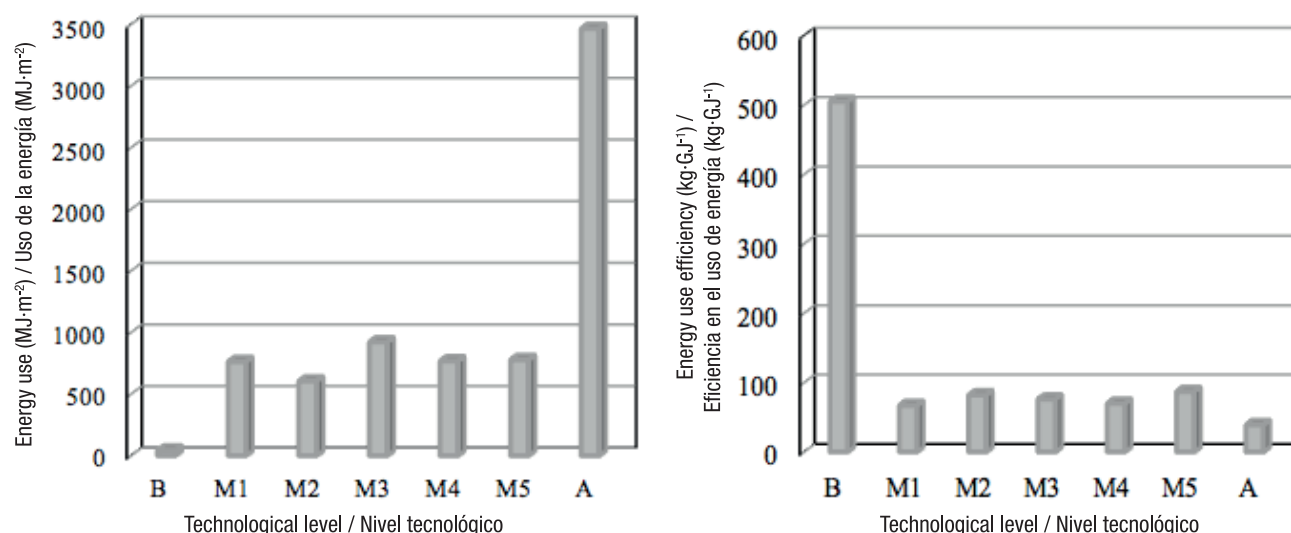 Energy use (MJ·m⁻²) / Uso de la energía (MJ·m⁻²)
3500
3000
2500
2000
1500
1000
500
0
B M1 M2 M3 M4 M5 A
Technological level / Nivel tecnológico
Energy use efficiency (kg·GJ⁻¹) /
Eficiencia en el uso de energía (kg·GJ⁻¹)
600
500
400
300
200
100
0
B M1 M2 M3 M4 M5 A
Technological level / Nivel tecnológico